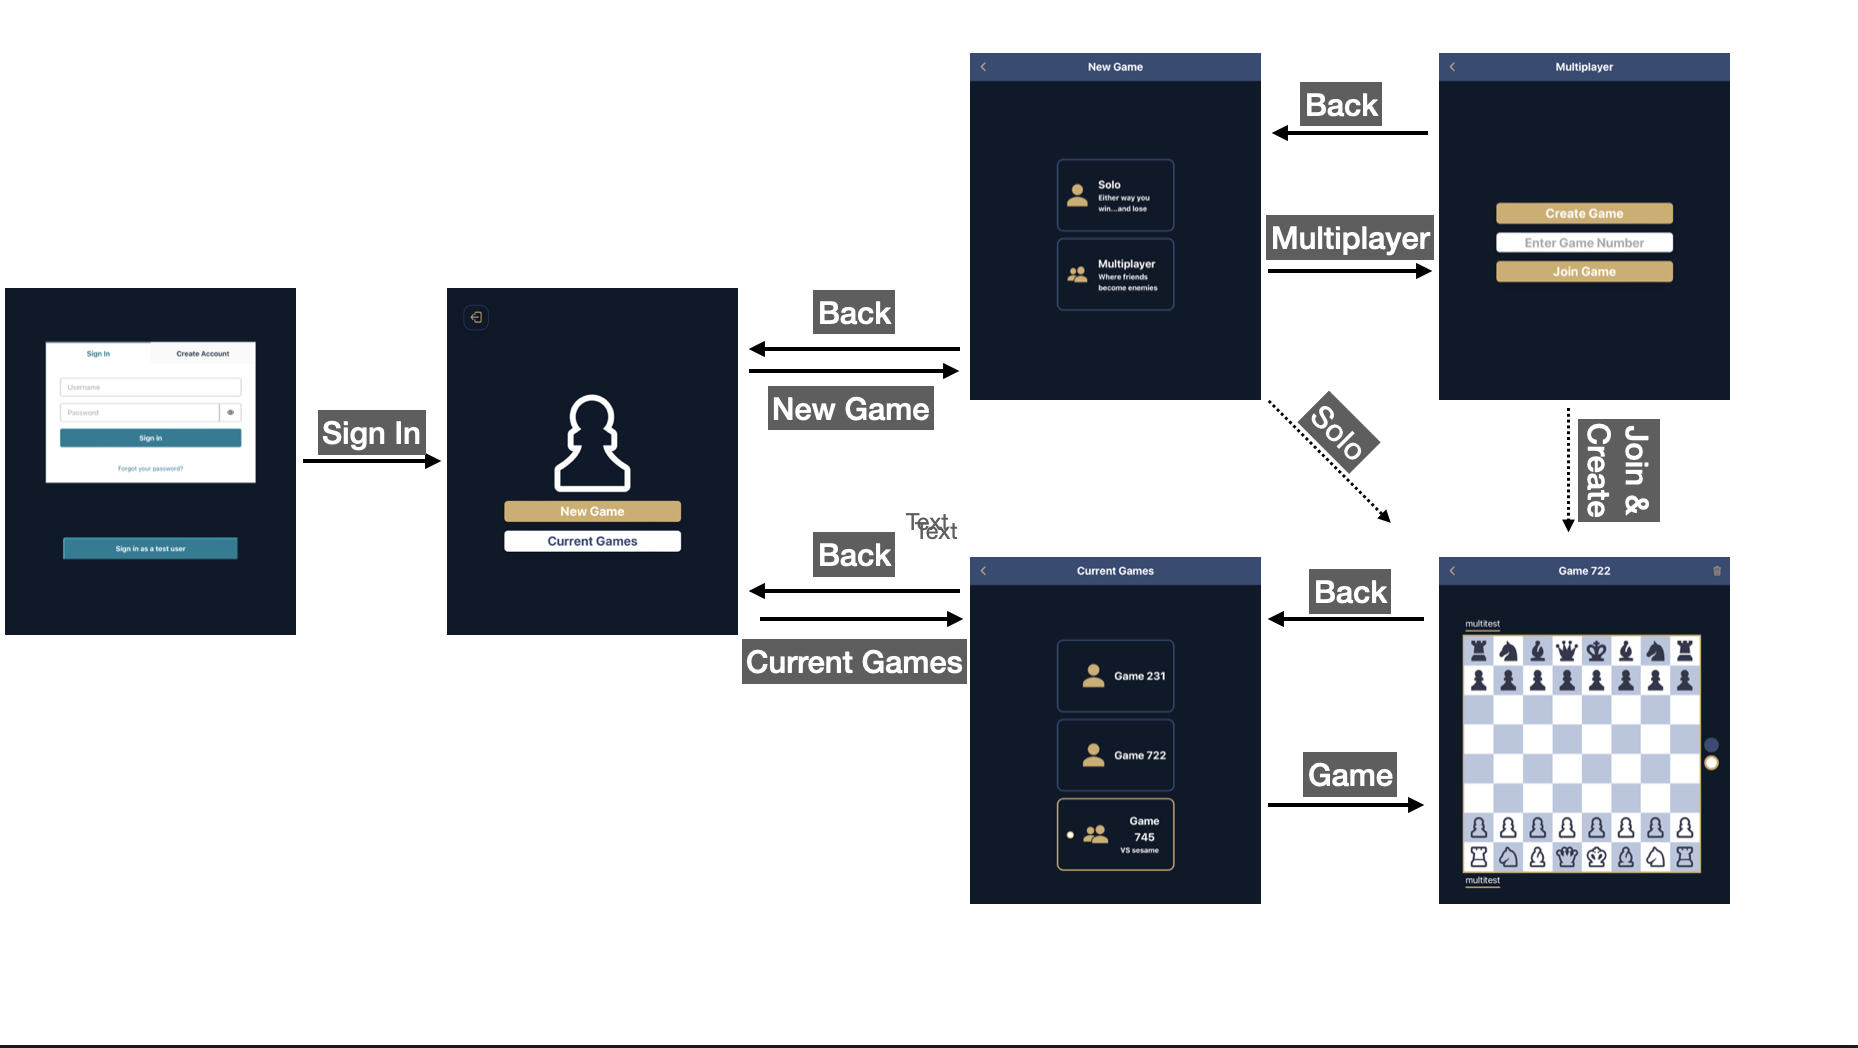 Sign In
Create Account
Username
Password
Sign in
Forgot your password?
Sign in as a test user
Sign In
New Game
Current Games
Back
New Game
Text
Text
Back
Current Games
New Game
Solo
Either way you
win...and lose
Multiplayer
Where friends
become enemies
Back
Multiplayer
Multiplayer
Create Game
Enter Game Number
Join Game
Solo
Join &
Create
Current Games
Game 231
Game 722
Game
745
VS sesame
Back
Game
Game 722
multitest
multitest